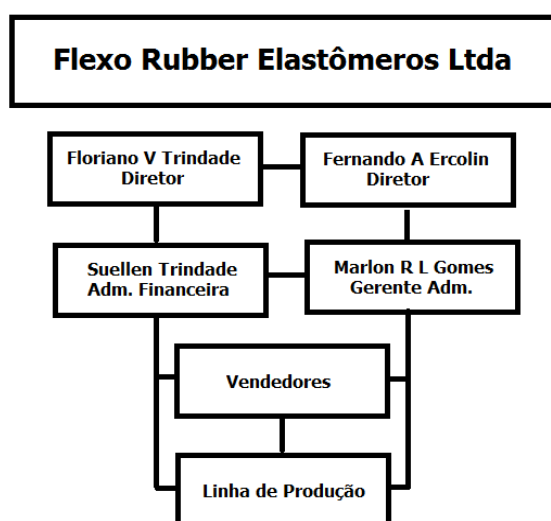 Flexo Rubber Elastômeros Ltda
Floriano V Trindade
Diretor
Fernando A Ercolin
Diretor
Suellen Trindade
Adm. Financeira
Marlon R L Gomes
Gerente Adm.
Vendedores
Linha de Produção